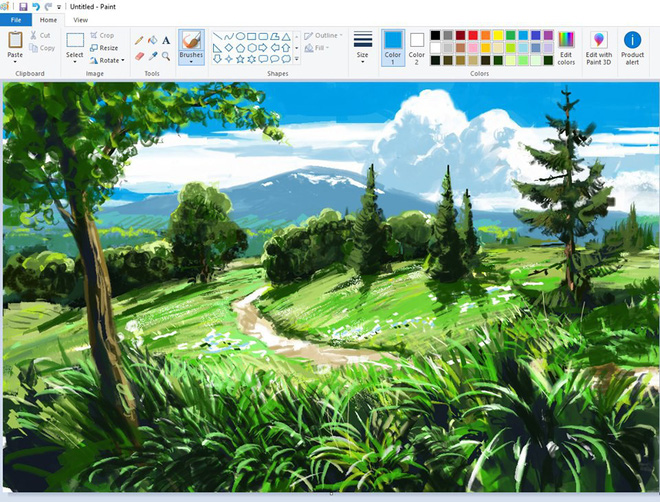 Untitled - Paint
File Home View
Paste
Cut
Copy
Clipboard
Select
Crop
Resize
Rotate
Image
Tools
Brushes
Shapes
Outline
Fill
Size
Color 1
Color 2
Colors
Edit colors
Edit with Paint 3D
Product alert